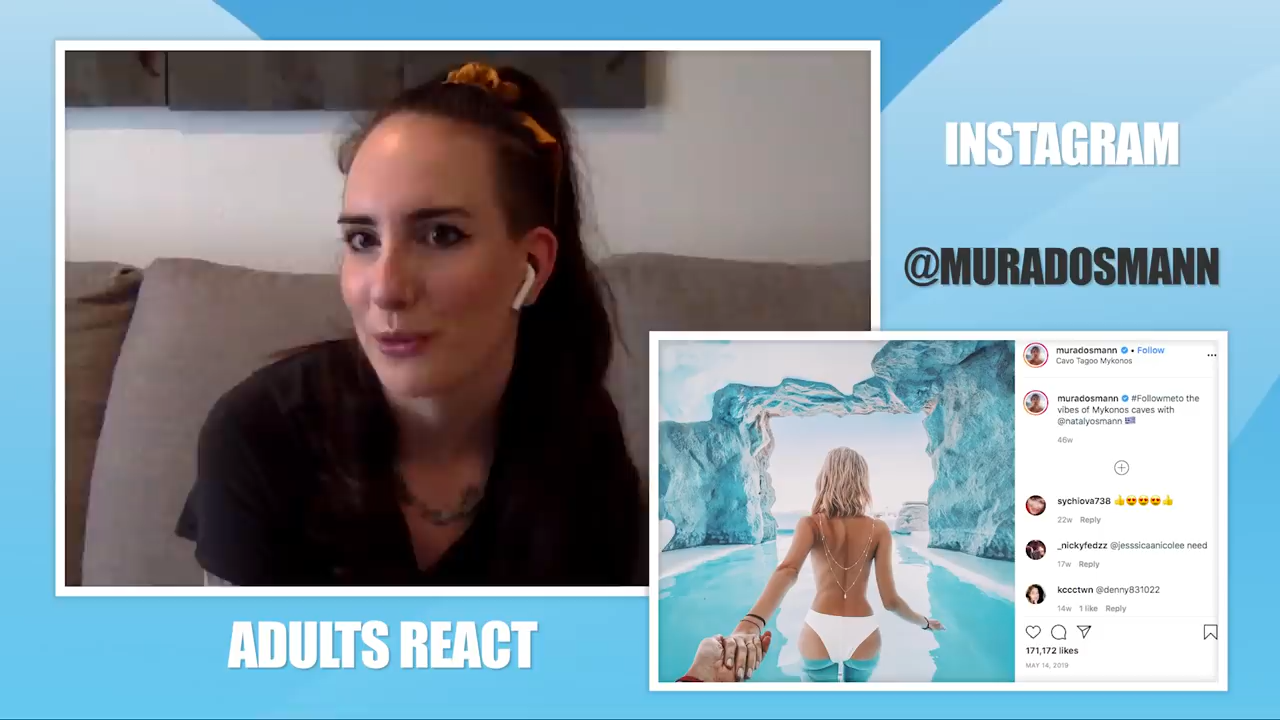 INSTAGRAM
@MURADOSMANN
ADULTS REACT
muradosmann • Follow
Cavo Tagoo Mykonos
muradosmann #Followmeto the
vibes of Mykonos caves with
@natalyosmann 🇬🇷
46w
sychiova738 👍😍😍😍👍
22w Reply
_nickyfedzz @jesssicaanicolee need
17w Reply
kccctwn @denny831022
14w 1 like Reply
171,172 likes
MAY 14, 2019